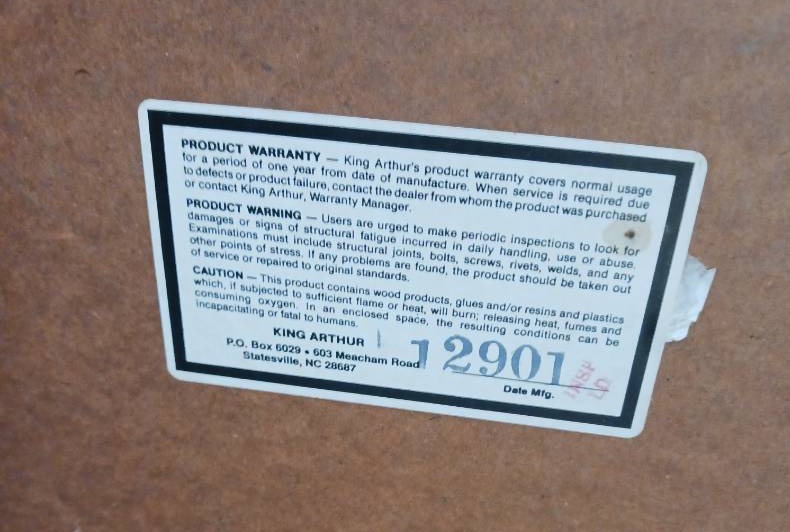 PRODUCT WARRANTY — King Arthur's product warranty covers normal usage
for a period of one year from date of manufacture. When service is required due
to defects or product failure, contact the dealer from whom the product was purchased
or contact King Arthur, Warranty Manager.
PRODUCT WARNING — Users are urged to make periodic inspections to look for
damages or signs of structural fatigue incurred in daily handling, use or abuse.
Examinations must include structural joints, bolts, screws, rivets, welds, and any
other points of stress. If any problems are found, the product should be taken out
of service or repaired to original standards.
CAUTION — This product contains wood products, glues and/or resins and plastics
which, if subjected to sufficient flame or heat, will burn; releasing heat, fumes and
consuming oxygen. In an enclosed space, the resulting conditions can be
incapacitating or fatal to humans.
KING ARTHUR
P.O. Box 6029 • 603 Meacham Road
Statesville, NC 28687
12901
Date Mfg.
INSP